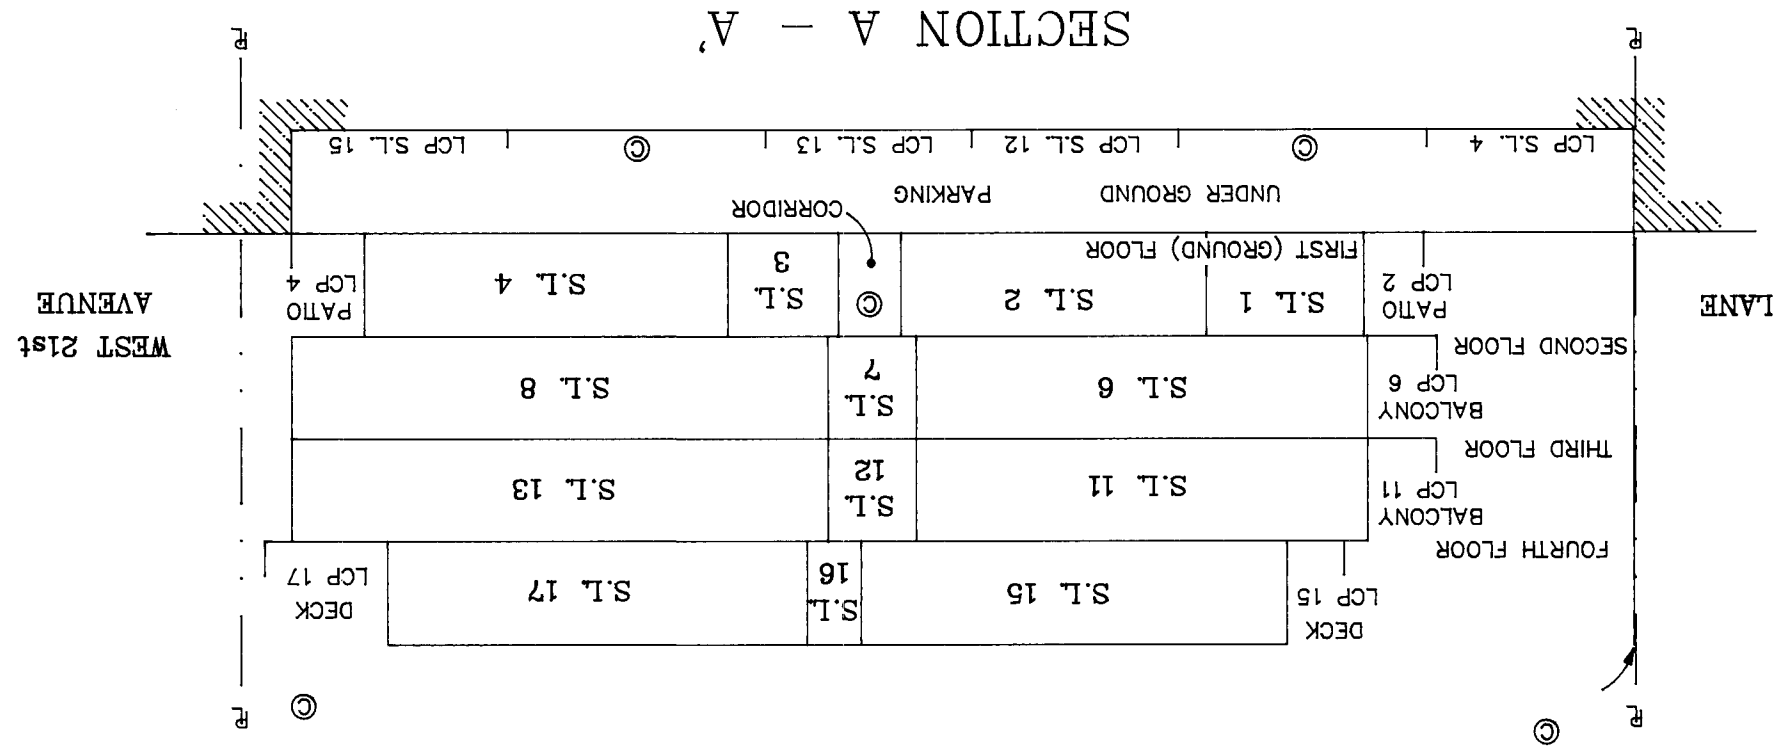 ℄
Ⓒ
Ⓒ
℄
DECK
LCP 15
S.L. 15
S.L.
16
S.L. 17
DECK
LCP 17
FOURTH FLOOR
BALCONY
LCP 11
S.L. 11
S.L.
12
S.L. 13
THIRD FLOOR
BALCONY
LCP 6
S.L. 6
S.L.
7
S.L. 8
SECOND FLOOR
WEST 21st
AVENUE
LANE
PATIO
LCP 2
S.L. 1
S.L. 2
Ⓒ
S.L.
3
S.L. 4
PATIO
LCP 4
FIRST (GROUND) FLOOR
CORRIDOR
UNDER GROUND PARKING
LCP S.L. 4
Ⓒ
LCP S.L. 12
LCP S.L. 13
Ⓒ
LCP S.L. 15
℄
℄
SECTION A - A'